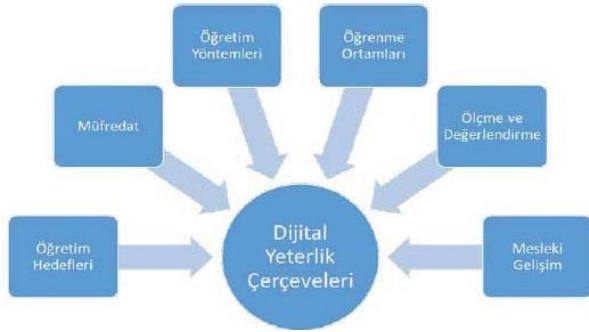 Öğretim
Yöntemleri
Öğrenme
Ortamları
Müfredat
Ölçme ve
Değerlendirme
Öğretim
Hedefleri
Dijital
Yeterlik
Çerçeveleri
Mesleki
Gelişim